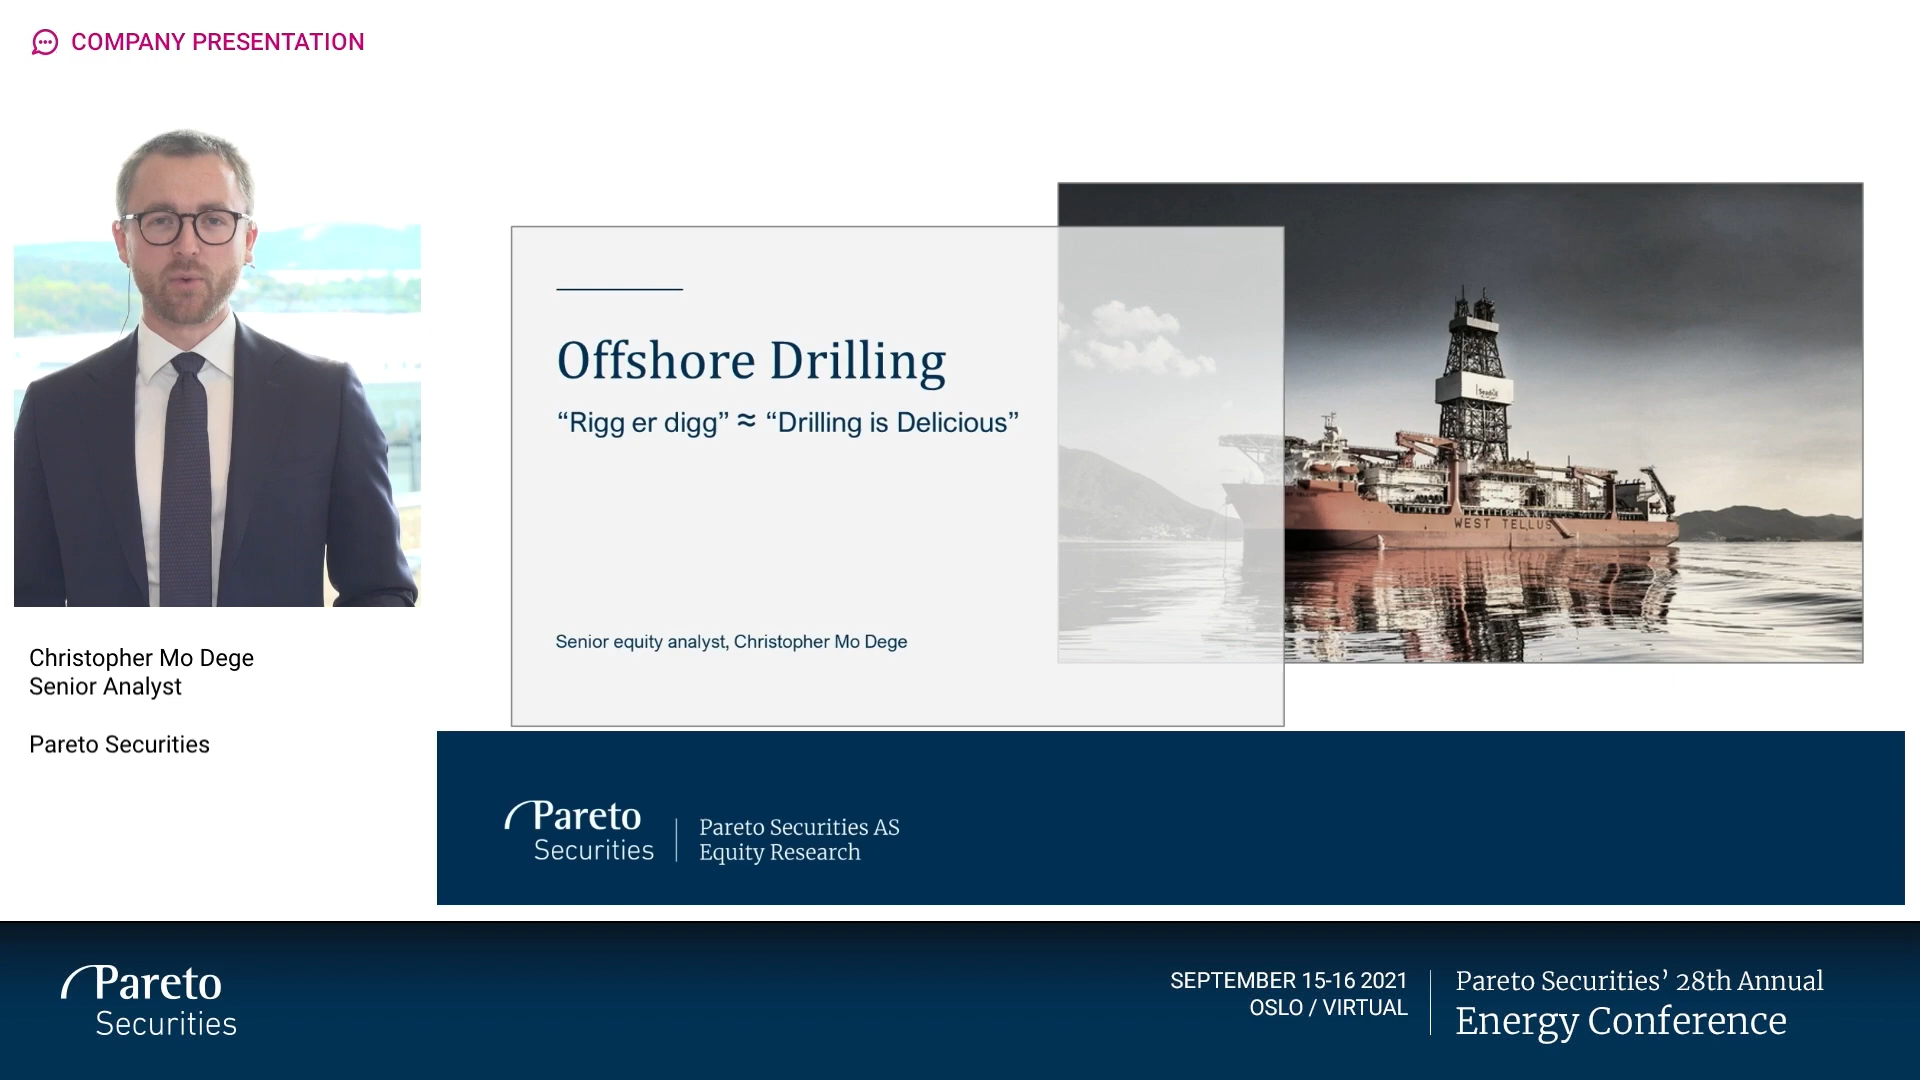 COMPANY PRESENTATION
Offshore Drilling
“Rigg er digg” ≈ “Drilling is Delicious”
Senior equity analyst, Christopher Mo Dege
Seadrill
WEST TELLUS
Christopher Mo Dege
Senior Analyst
Pareto Securities
Pareto
Securities
Pareto Securities AS
Equity Research
Pareto
Securities
SEPTEMBER 15-16 2021
OSLO / VIRTUAL
Pareto Securities’ 28th Annual
Energy Conference